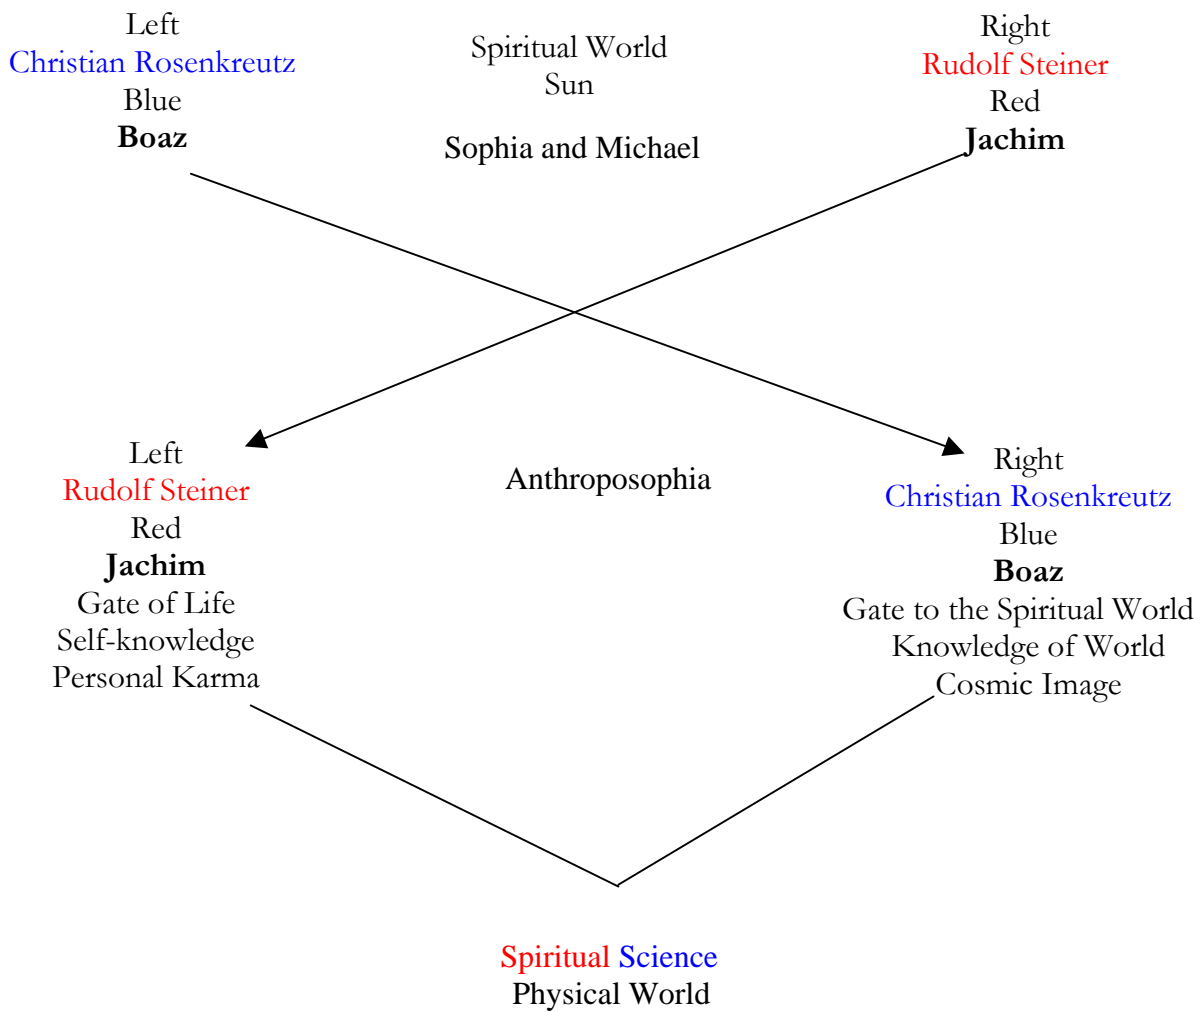 Left
Christian Rosenkreutz
Blue
Boaz
Spiritual World
Sun
Sophia and Michael
Right
Rudolf Steiner
Red
Jachim
Left
Rudolf Steiner
Red
Jachim
Gate of Life
Self-knowledge
Personal Karma
Anthroposophia
Right
Christian Rosenkreutz
Blue
Boaz
Gate to the Spiritual World
Knowledge of World
Cosmic Image
Spiritual Science
Physical World